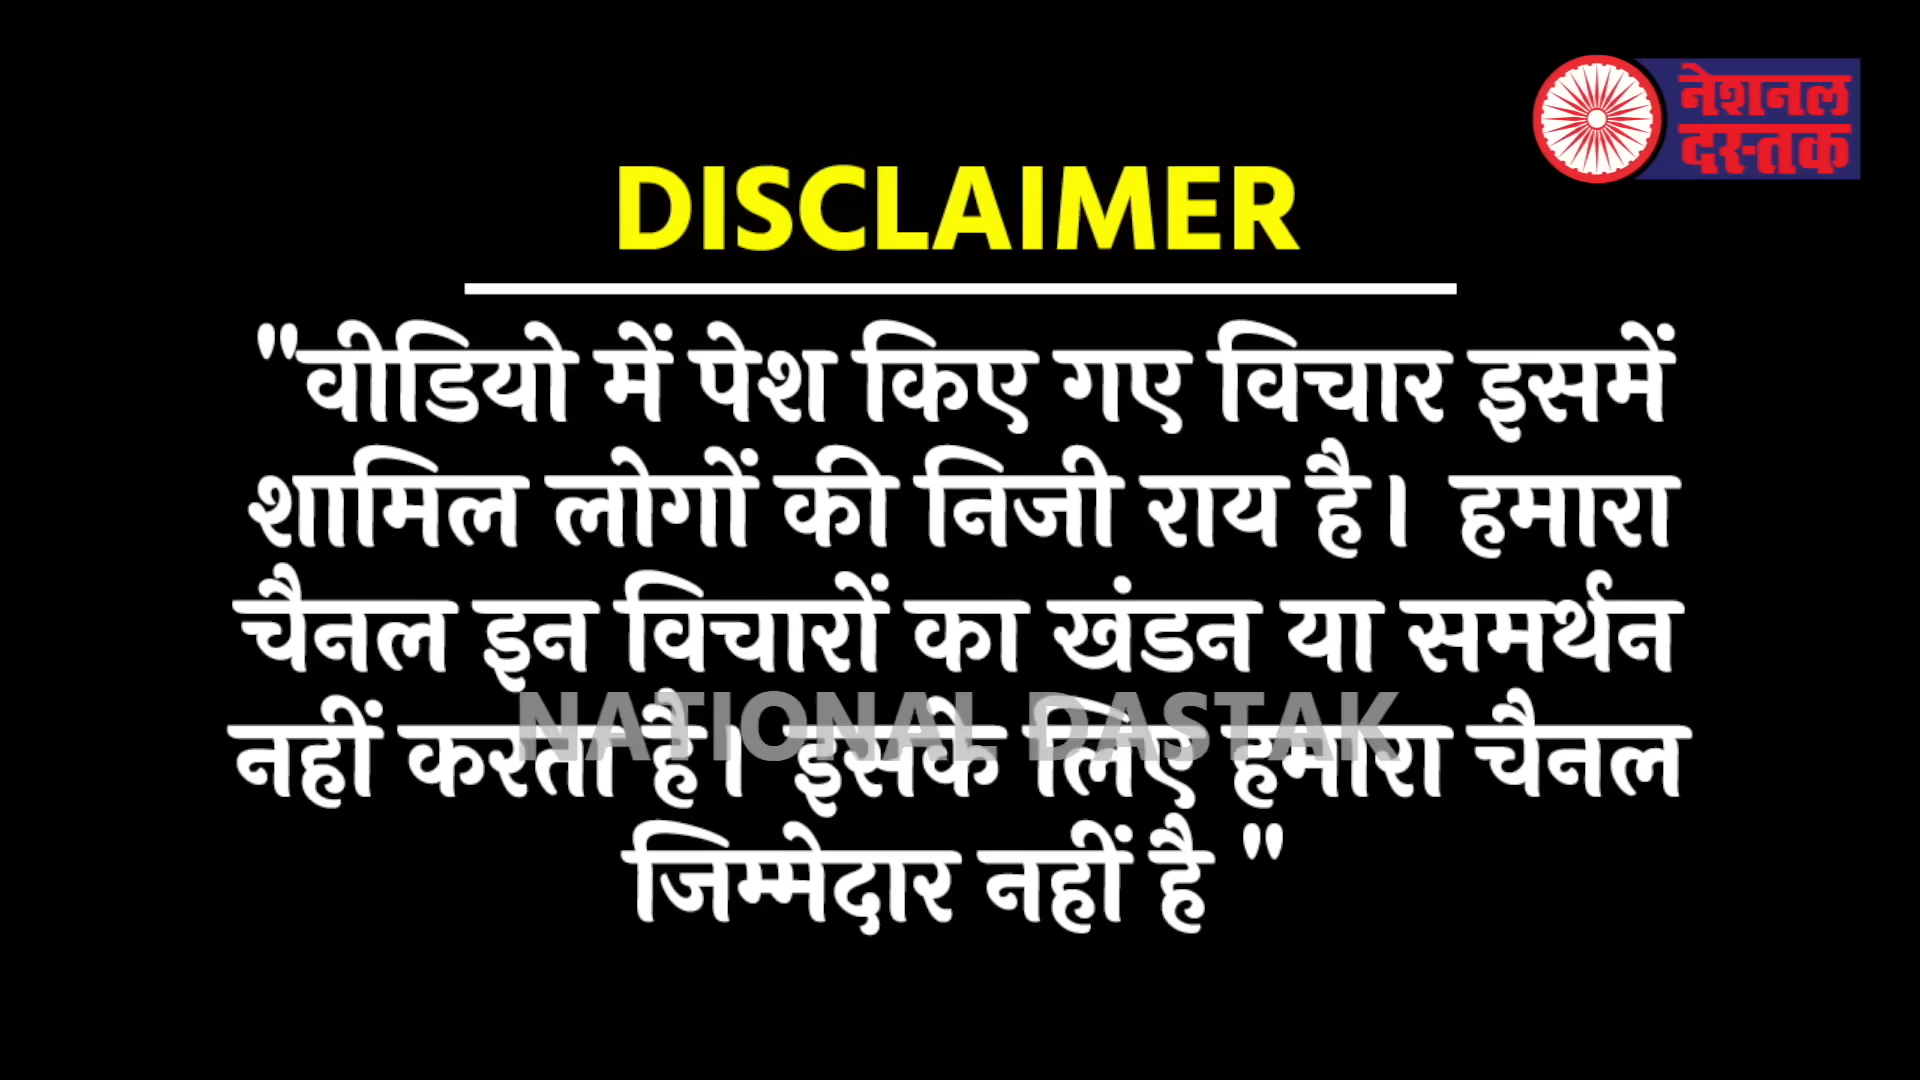 नेशनल
दस्तक
DISCLAIMER
"वीडियो में पेश किए गए विचार इसमें
शामिल लोगों की निजी राय है। हमारा
चैनल इन विचारों का खंडन या समर्थन
नहीं करता है। इसके लिए हमारा चैनल
जिम्मेदार नहीं है "
NATIONAL DASTAK